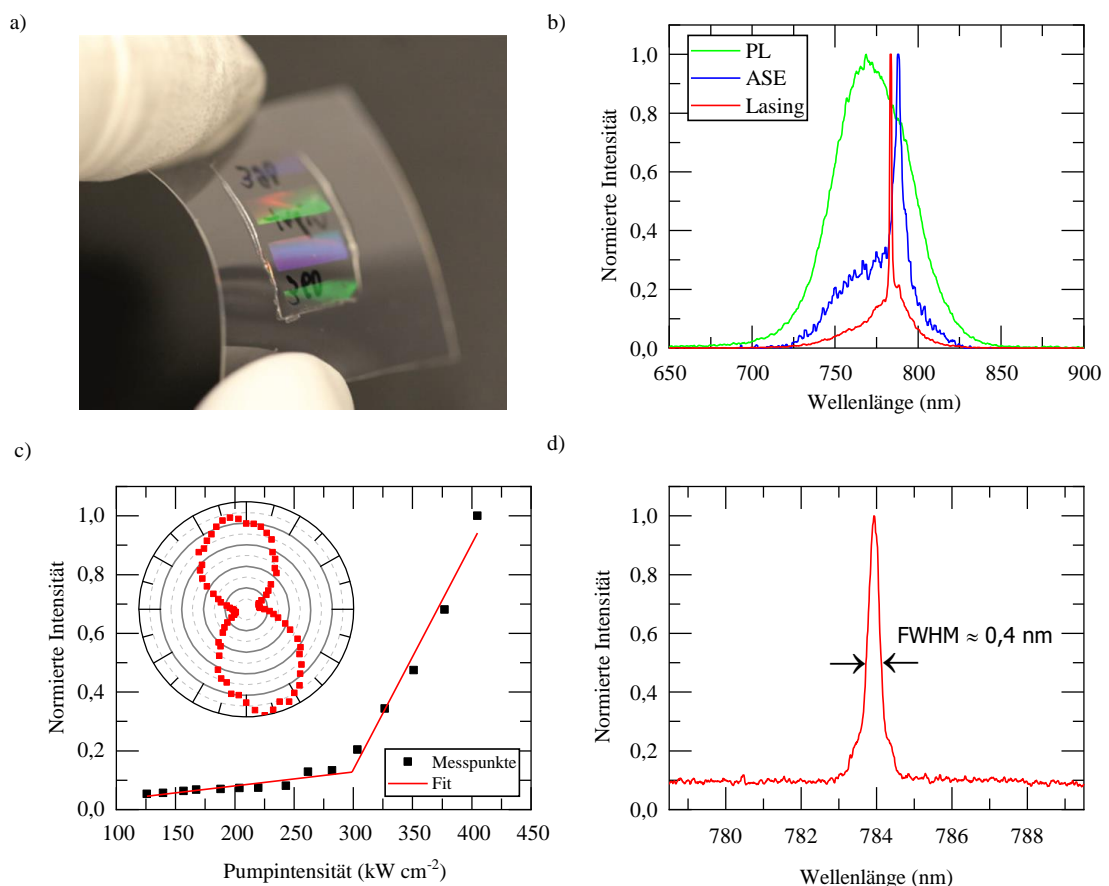 a)
b)
Normierte Intensität
1,0
0,8
0,6
0,4
0,2
0,0
PL
ASE
Lasing
650 700 750 800 850 900
Wellenlänge (nm)
c)
Normierte Intensität
1,0
0,8
0,6
0,4
0,2
0,0
Messpunkte
Fit
100 150 200 250 300 350 400 450
Pumpintensität (kW cm⁻²)
d)
Normierte Intensität
1,0
0,8
0,6
0,4
0,2
0,0
FWHM ≈ 0,4 nm
780 782 784 786 788
Wellenlänge (nm)